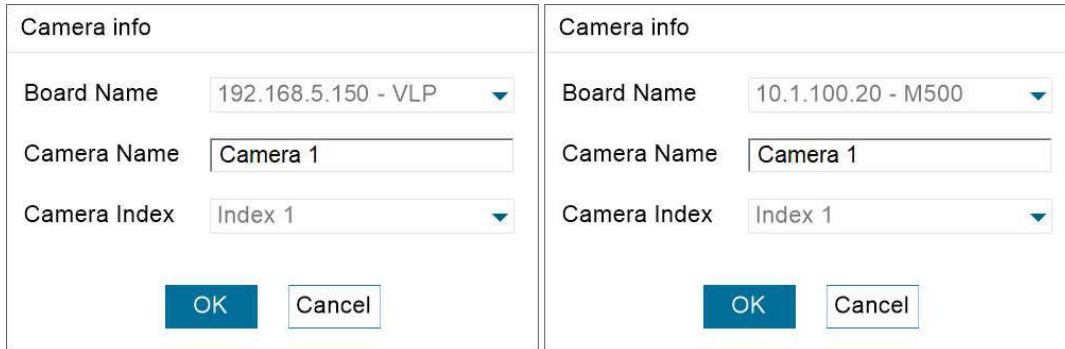 Camera info
Board Name 192.168.5.150 - VLP
Camera Name Camera 1
Camera Index Index 1
OK Cancel
Camera info
Board Name 10.1.100.20 - M500
Camera Name Camera 1
Camera Index Index 1
OK Cancel